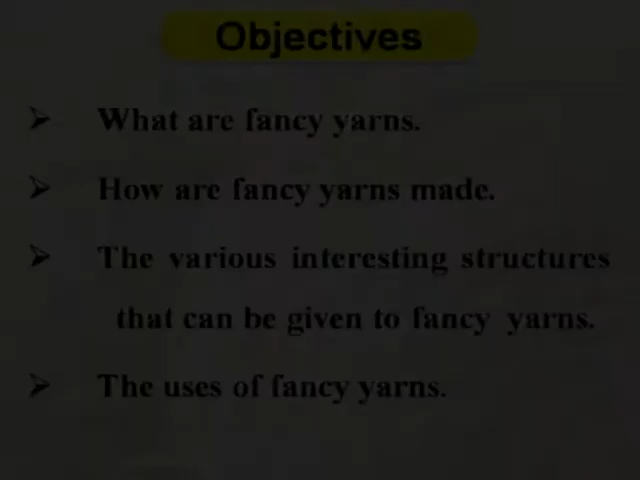 Objectives
➢ What are fancy yarns.
➢ How are fancy yarns made.
➢ The various interesting structures
that can be given to fancy yarns.
➢ The uses of fancy yarns.